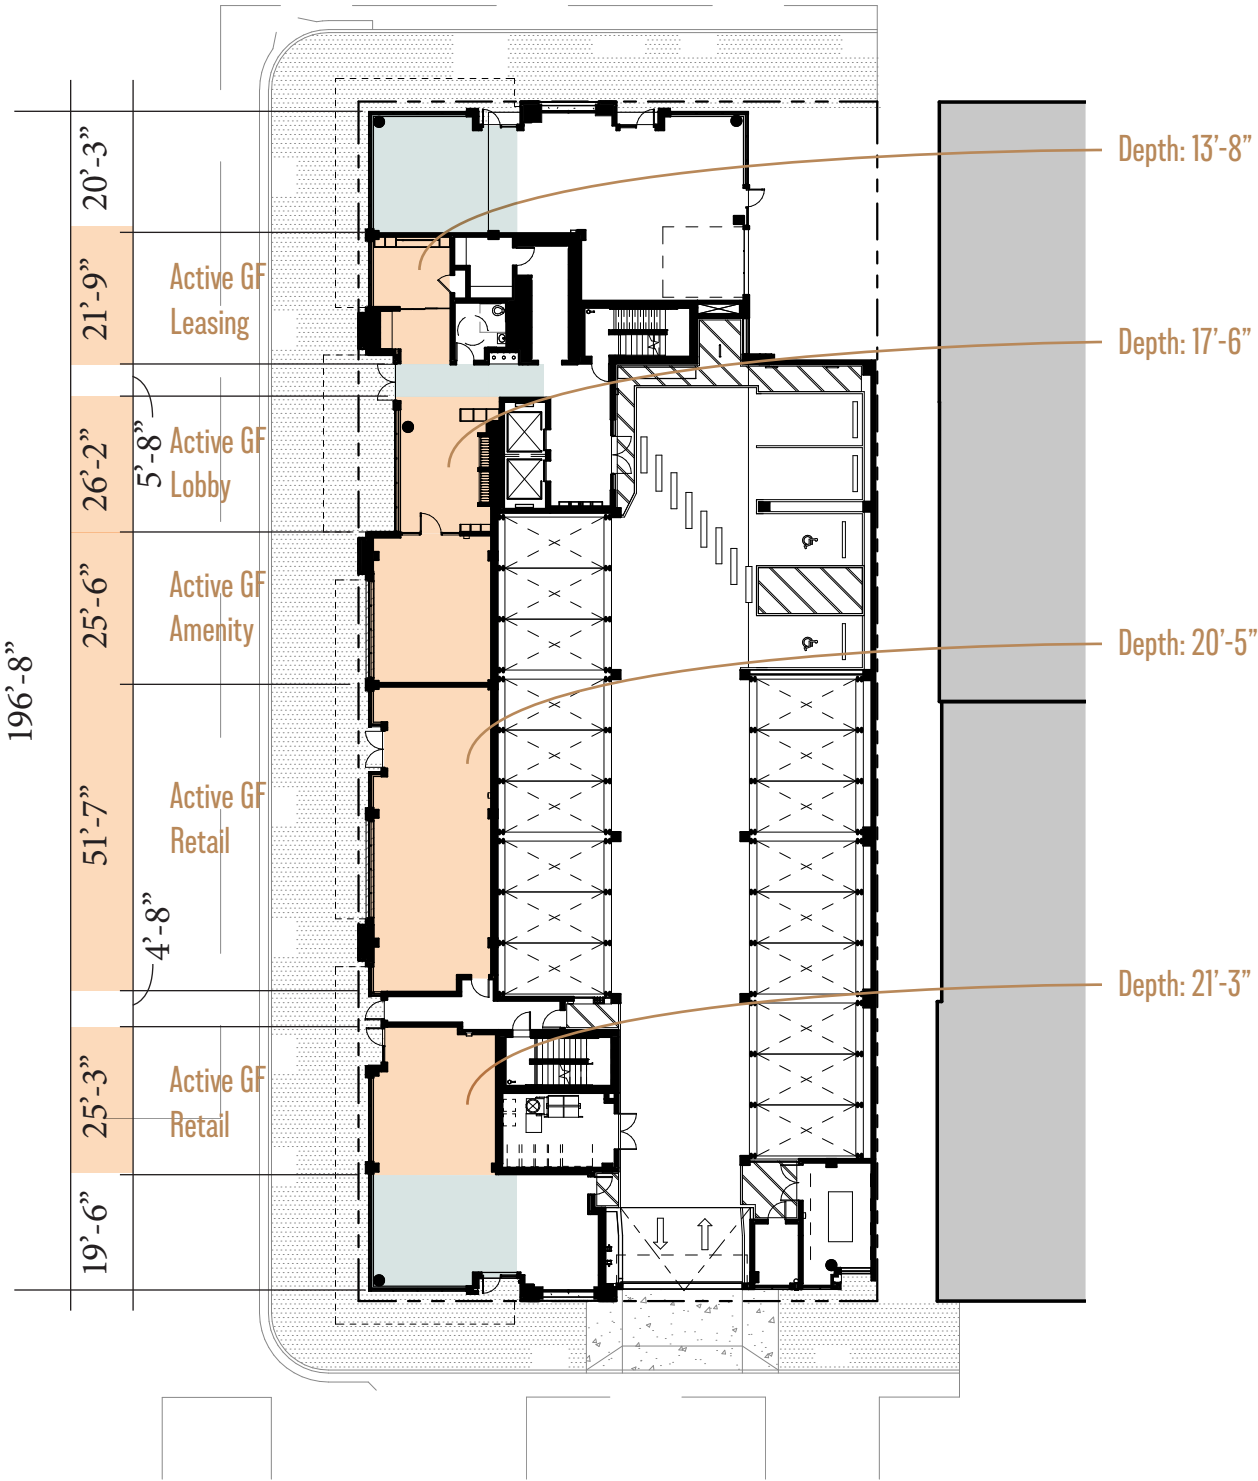 20’-3”
Depth: 13’-8”
21’-9”
Active GF
Leasing
Depth: 17’-6”
5’-8”
26’-2”
Active GF
Lobby
25’-6”
Active GF
Amenity
196’-8”
Depth: 20’-5”
51’-7”
Active GF
Retail
4’-8”
Depth: 21’-3”
25’-3”
Active GF
Retail
19’-6”